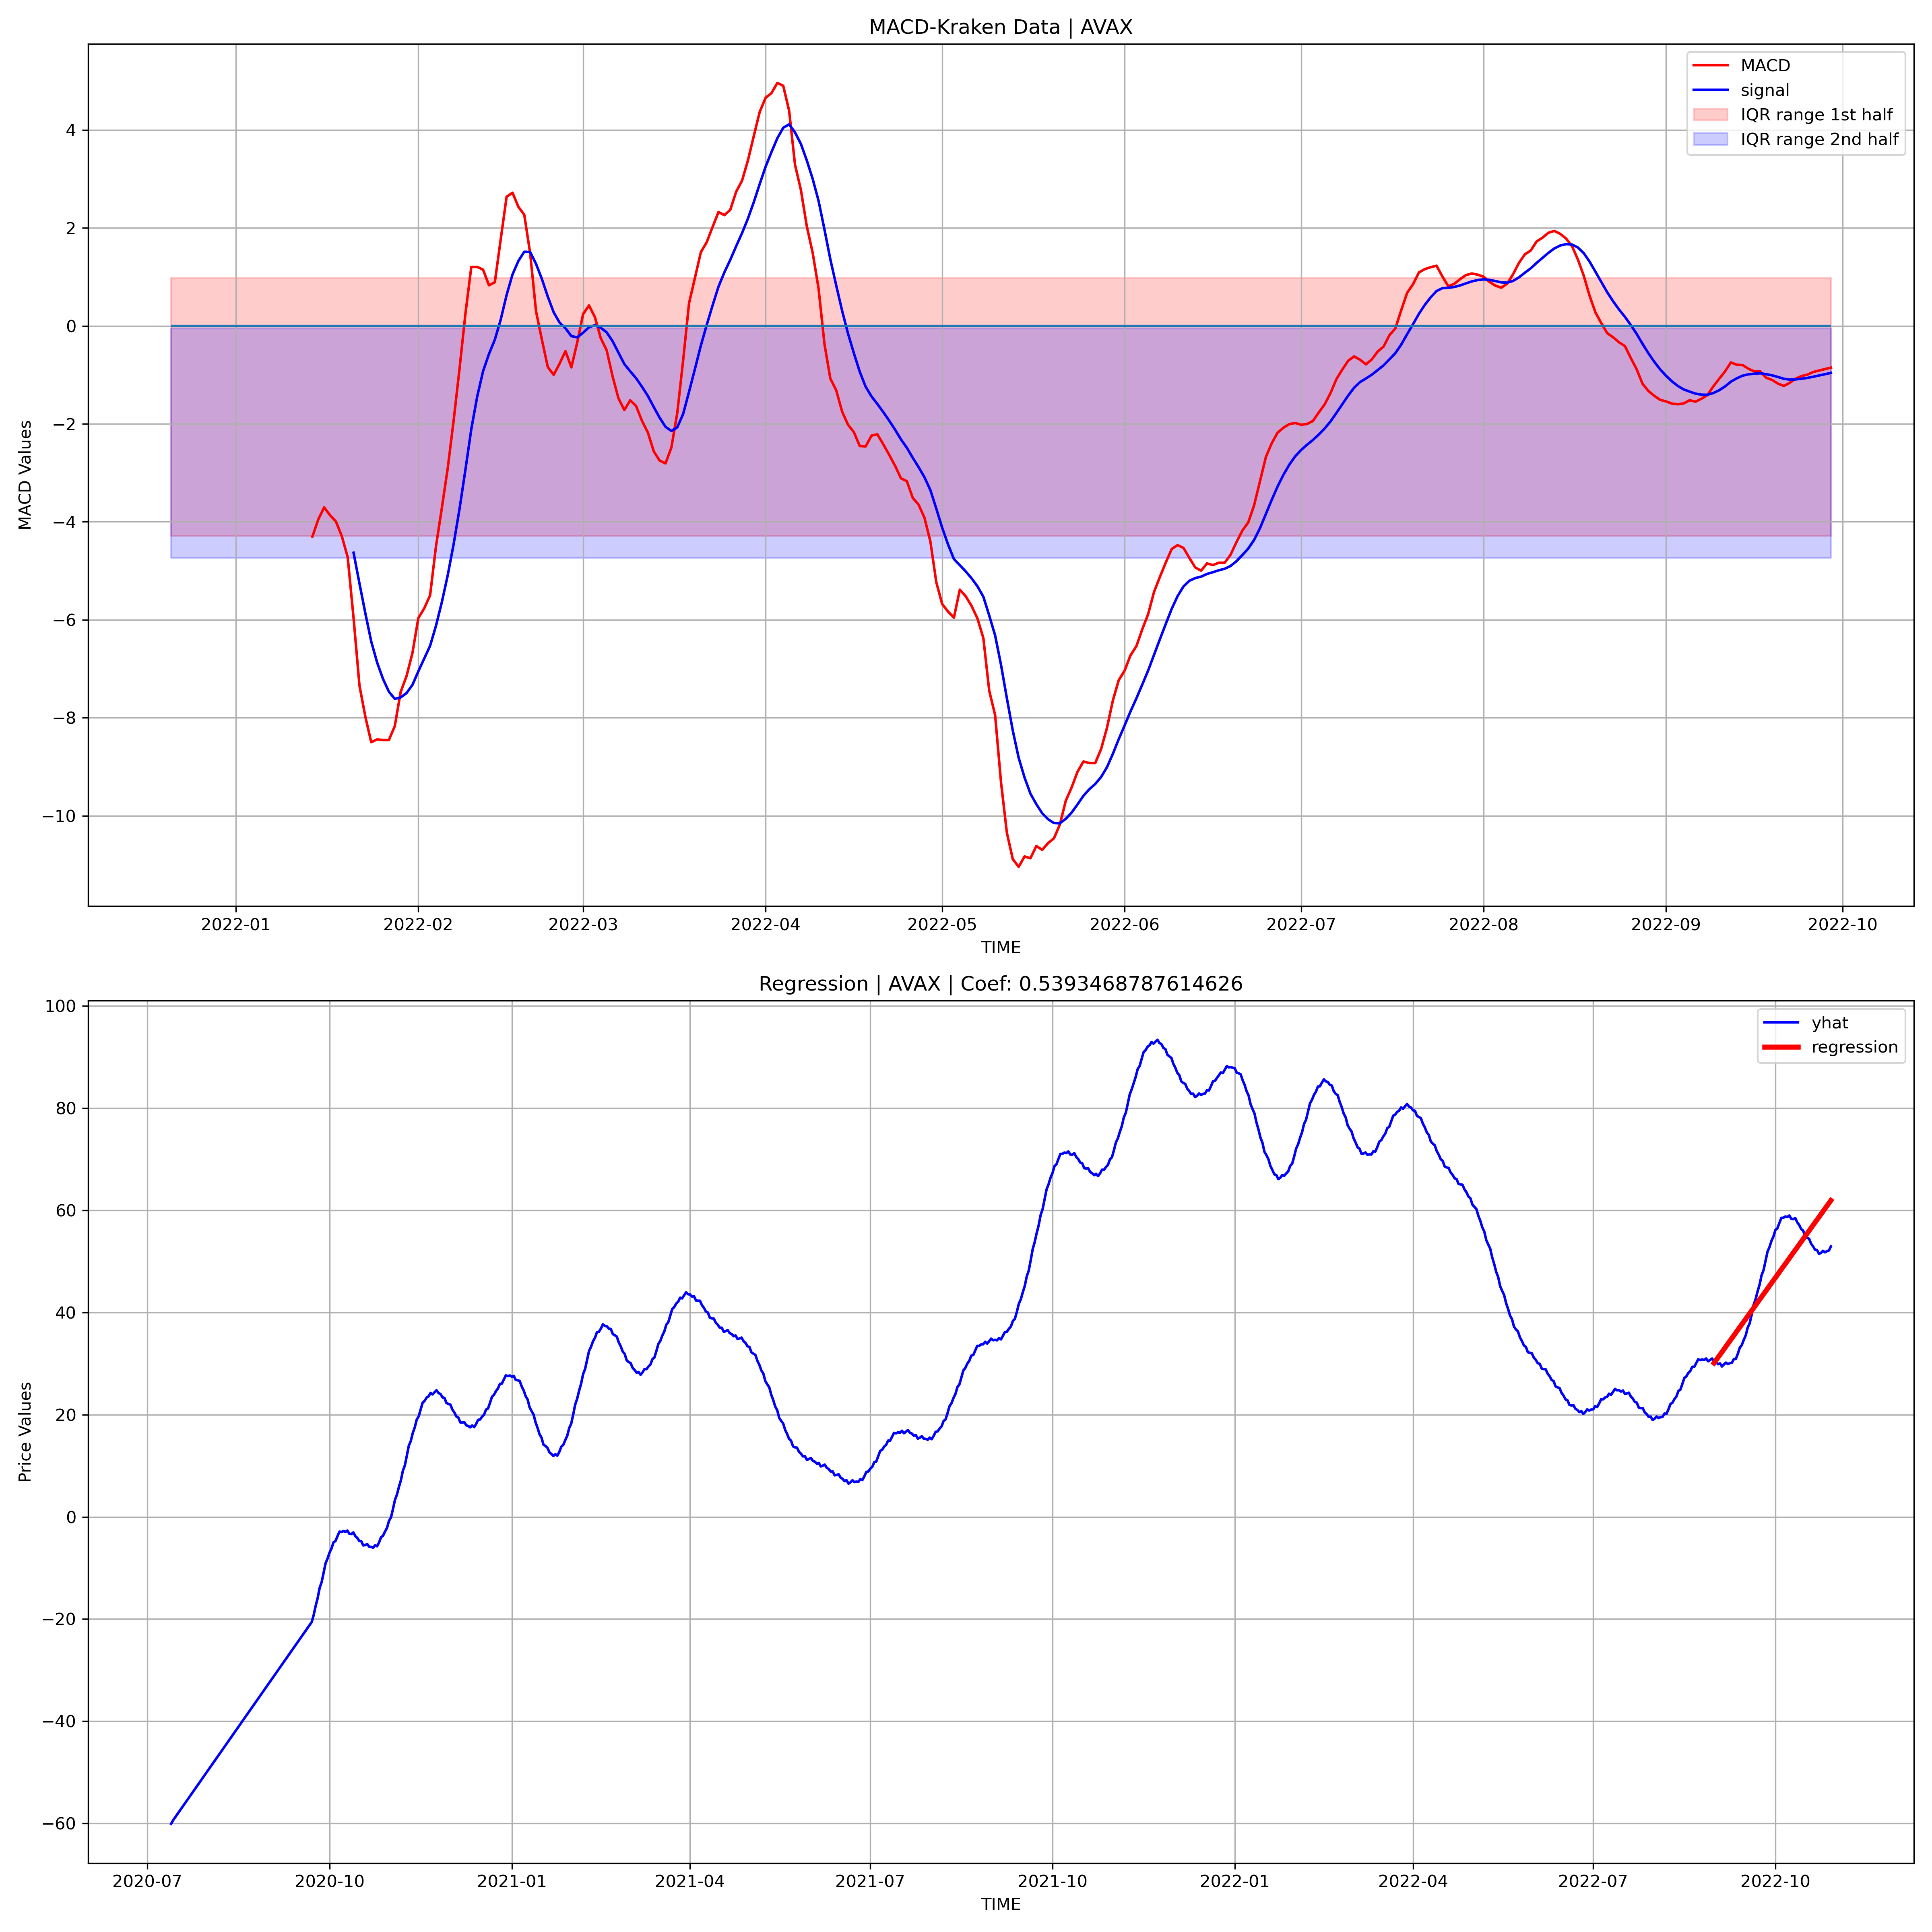 MACD-Kraken Data | AVAX
MACD
signal
IQR range 1st half
IQR range 2nd half
MACD Values
4
2
0
−2
−4
−6
−8
−10
2022-01 2022-02 2022-03 2022-04 2022-05 2022-06 2022-07 2022-08 2022-09 2022-10
TIME
Regression | AVAX | Coef: 0.5393468787614626
yhat
regression
Price Values
100
80
60
40
20
0
−20
−40
−60
2020-07 2020-10 2021-01 2021-04 2021-07 2021-10 2022-01 2022-04 2022-07 2022-10
TIME